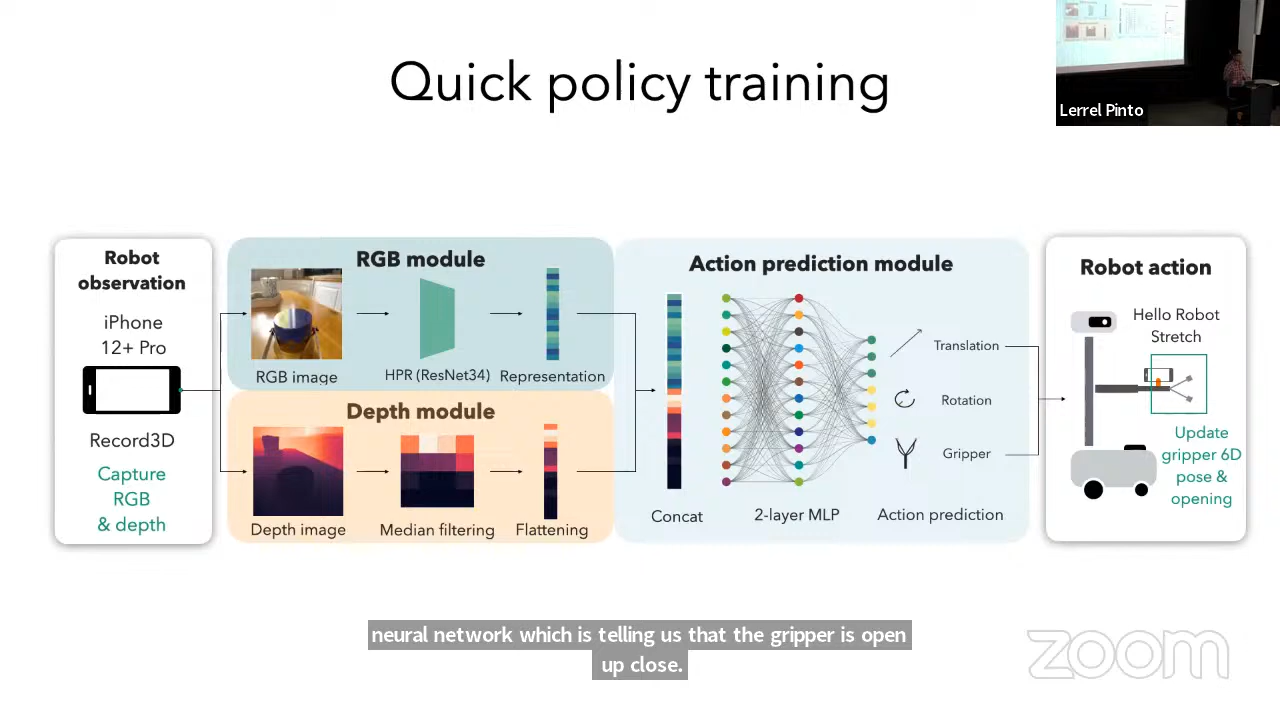 Quick policy training
Lerrel Pinto
Robot
observation
iPhone
12+ Pro
Record3D
Capture
RGB
& depth
RGB module
RGB image
HPR (ResNet34)
Representation
Depth module
Depth image
Median filtering
Flattening
Action prediction module
Concat
2-layer MLP
Translation
Rotation
Gripper
Action prediction
Robot action
Hello Robot
Stretch
Update
gripper 6D
pose &
opening
neural network which is telling us that the gripper is open
up close.
zoom